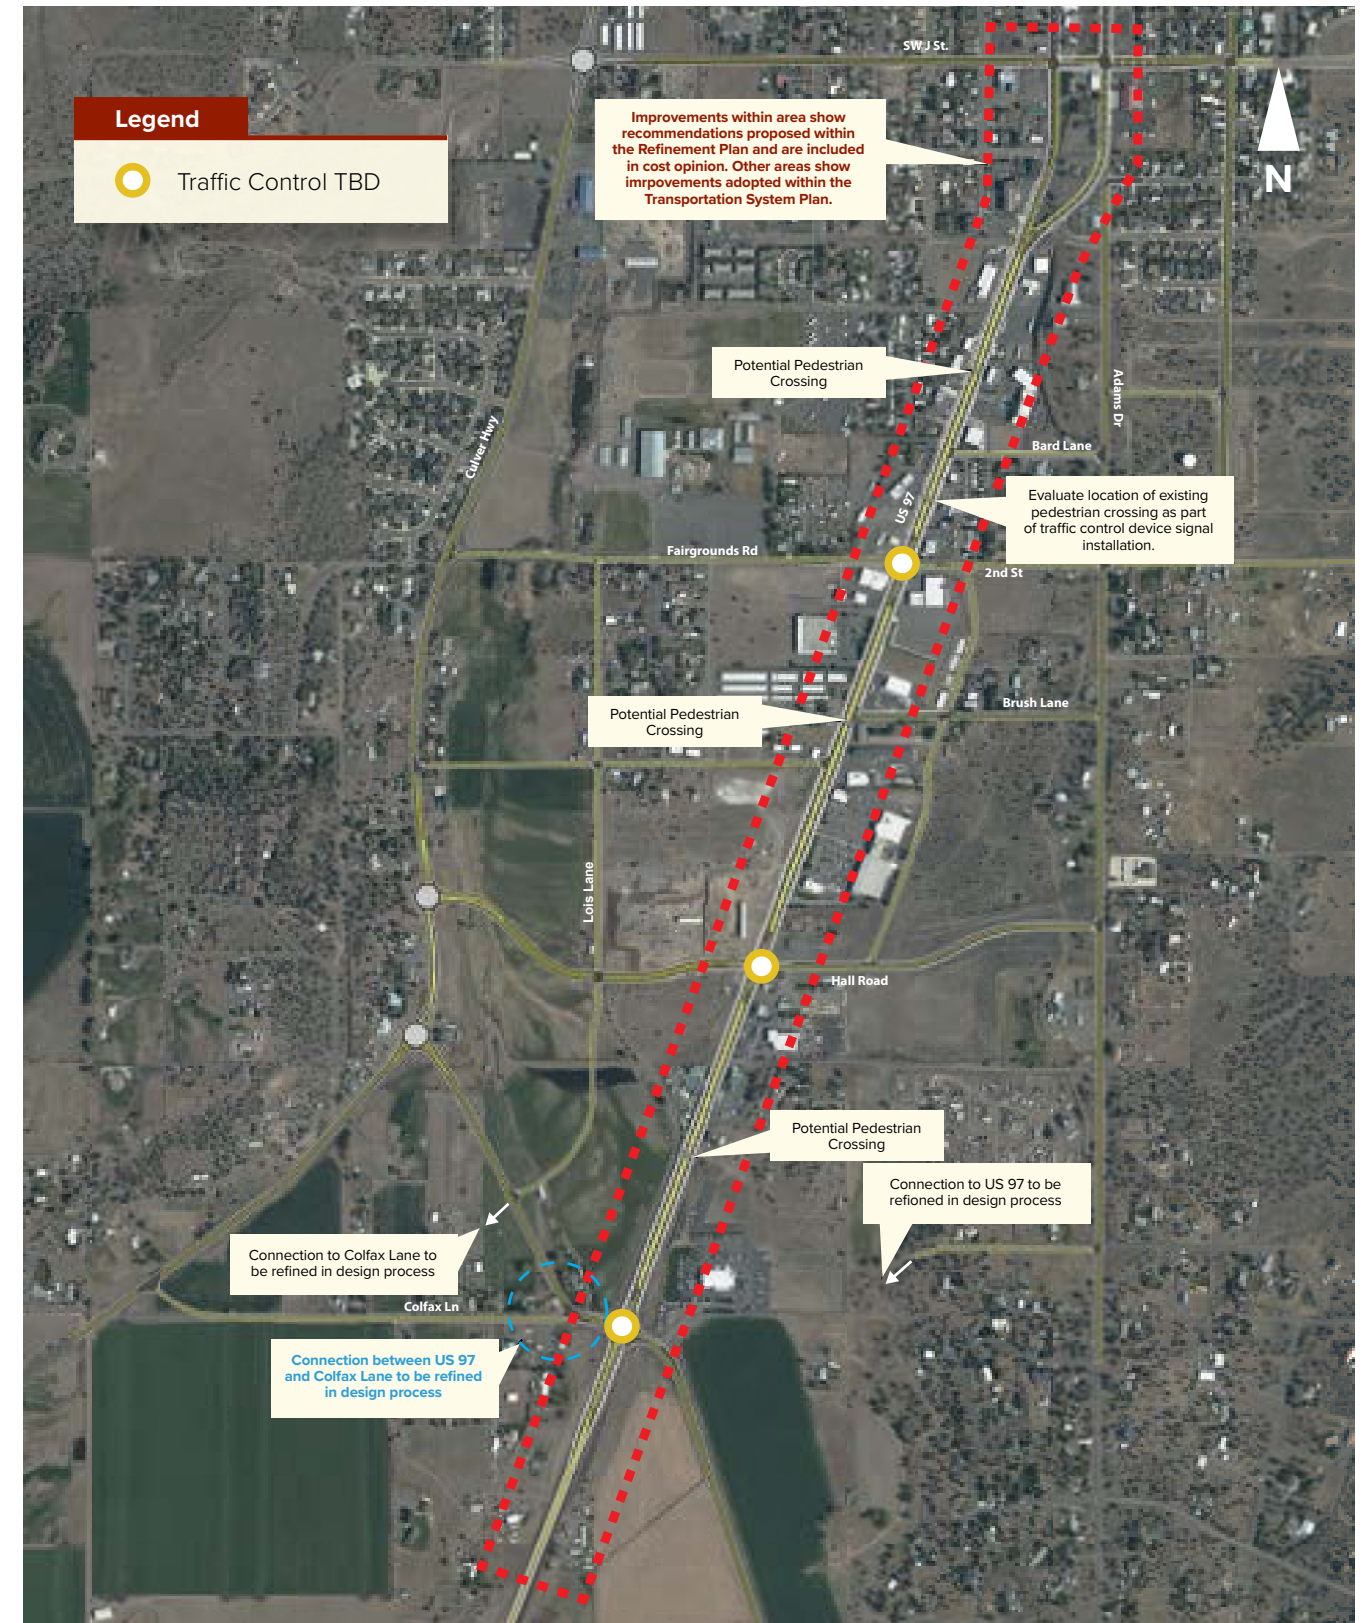 SW J St.
Legend
Traffic Control TBD
Improvements within area show
recommendations proposed within
the Refinement Plan and are included
in cost opinion. Other areas show
imrpovements adopted within the
Transportation System Plan.
N
Potential Pedestrian
Crossing
Adams Dr
Culver Hwy
Bard Lane
US 97
Evaluate location of existing
pedestrian crossing as part
of traffic control device signal
installation.
Fairgrounds Rd
2nd St
Potential Pedestrian
Crossing
Brush Lane
Lois Lane
Hall Road
Potential Pedestrian
Crossing
Connection to US 97 to be
refioned in design process
Connection to Colfax Lane to
be refined in design process
Colfax Ln
Connection between US 97
and Colfax Lane to be refined
in design process